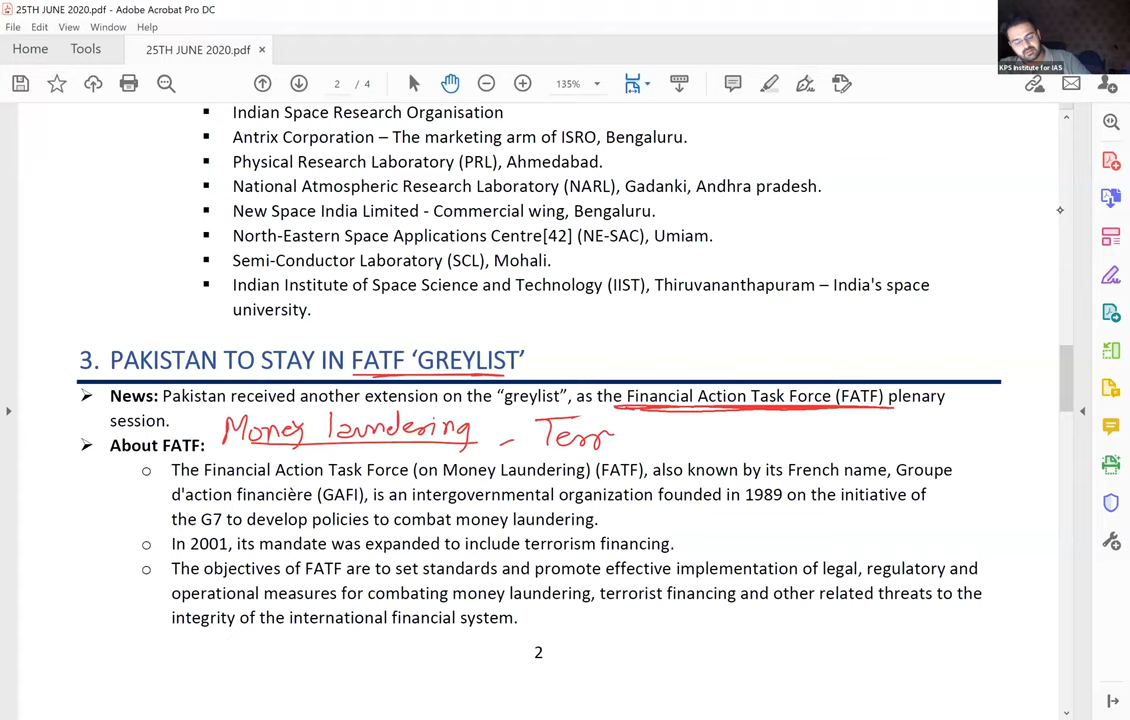 25TH JUNE 2020.pdf - Adobe Acrobat Pro DC
File Edit View Window Help
Home Tools 25TH JUNE 2020.pdf ×
2 / 4 135%
KPS Institute for IAS
▪ Indian Space Research Organisation
▪ Antrix Corporation – The marketing arm of ISRO, Bengaluru.
▪ Physical Research Laboratory (PRL), Ahmedabad.
▪ National Atmospheric Research Laboratory (NARL), Gadanki, Andhra pradesh.
▪ New Space India Limited - Commercial wing, Bengaluru.
▪ North-Eastern Space Applications Centre[42] (NE-SAC), Umiam.
▪ Semi-Conductor Laboratory (SCL), Mohali.
▪ Indian Institute of Space Science and Technology (IIST), Thiruvananthapuram – India's space
university.
3. PAKISTAN TO STAY IN FATF ‘GREYLIST’
➢ News: Pakistan received another extension on the “greylist”, as the Financial Action Task Force (FATF) plenary
session.
Money laundering - Terr
➢ About FATF:
o The Financial Action Task Force (on Money Laundering) (FATF), also known by its French name, Groupe
d'action financière (GAFI), is an intergovernmental organization founded in 1989 on the initiative of
the G7 to develop policies to combat money laundering.
o In 2001, its mandate was expanded to include terrorism financing.
o The objectives of FATF are to set standards and promote effective implementation of legal, regulatory and
operational measures for combating money laundering, terrorist financing and other related threats to the
integrity of the international financial system.
2